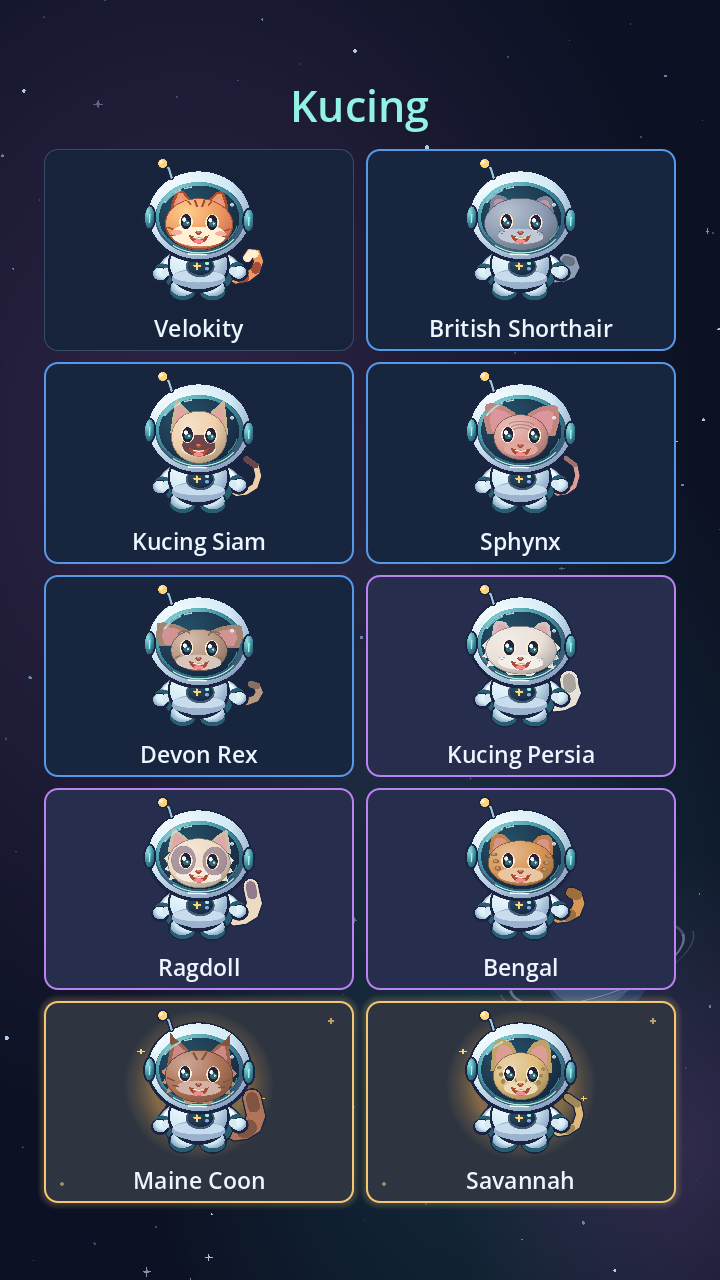 Kucing
Velokity
British Shorthair
Kucing Siam
Sphynx
Devon Rex
Kucing Persia
Ragdoll
Bengal
Maine Coon
Savannah